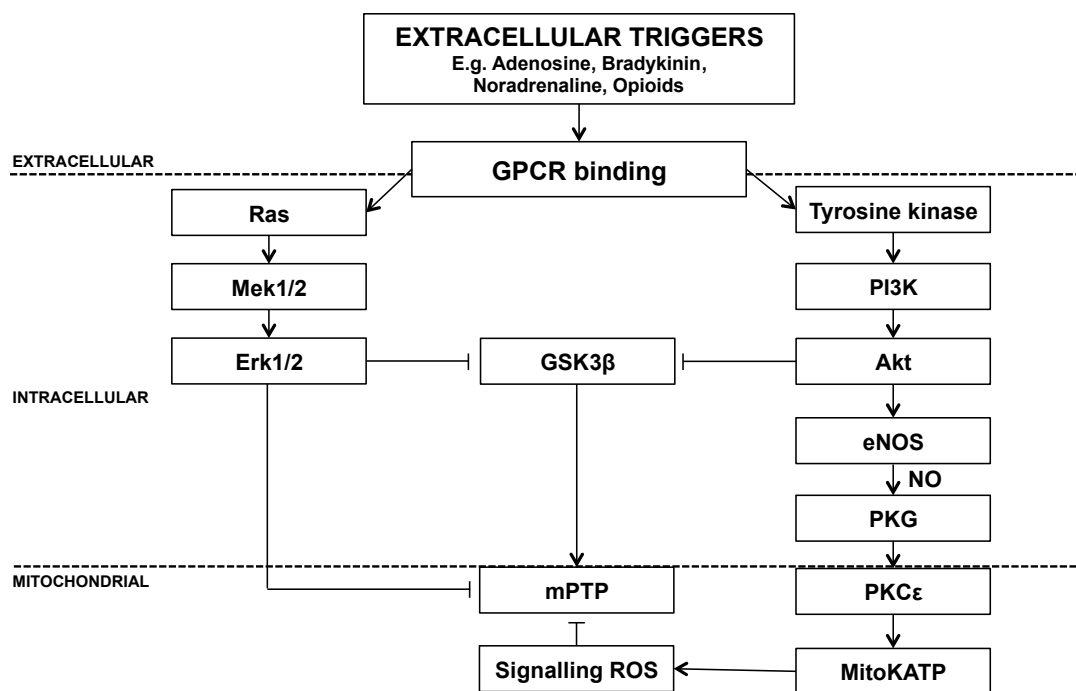 EXTRACELLULAR TRIGGERS
E.g. Adenosine, Bradykinin,
Noradrenaline, Opioids
EXTRACELLULAR
GPCR binding
Ras
Tyrosine kinase
Mek1/2
PI3K
Erk1/2
GSK3β
Akt
INTRACELLULAR
eNOS
NO
PKG
MITOCHONDRIAL
mPTP
PKCε
Signalling ROS
MitoKATP